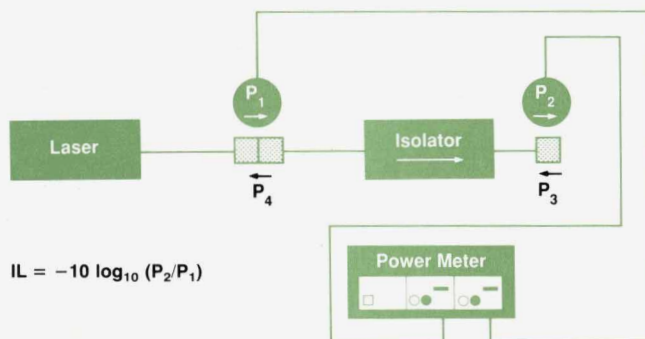 P₁
P₂
Laser
Isolator
P₄
P₃
IL = −10 log₁₀ (P₂/P₁)
Power Meter